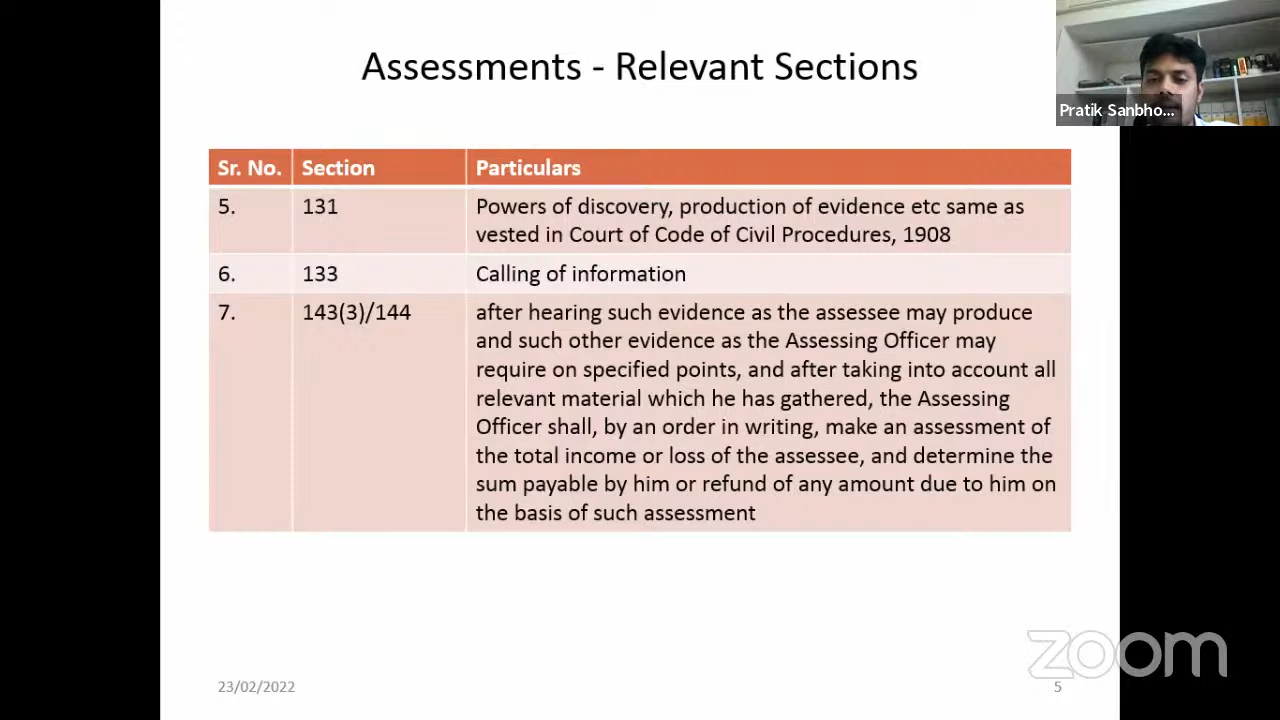 Assessments - Relevant Sections
Pratik Sanbho...
Sr. No. Section Particulars
5. 131 Powers of discovery, production of evidence etc same as
vested in Court of Code of Civil Procedures, 1908
6. 133 Calling of information
7. 143(3)/144 after hearing such evidence as the assessee may produce
and such other evidence as the Assessing Officer may
require on specified points, and after taking into account all
relevant material which he has gathered, the Assessing
Officer shall, by an order in writing, make an assessment of
the total income or loss of the assessee, and determine the
sum payable by him or refund of any amount due to him on
the basis of such assessment
zoom
23/02/2022 5